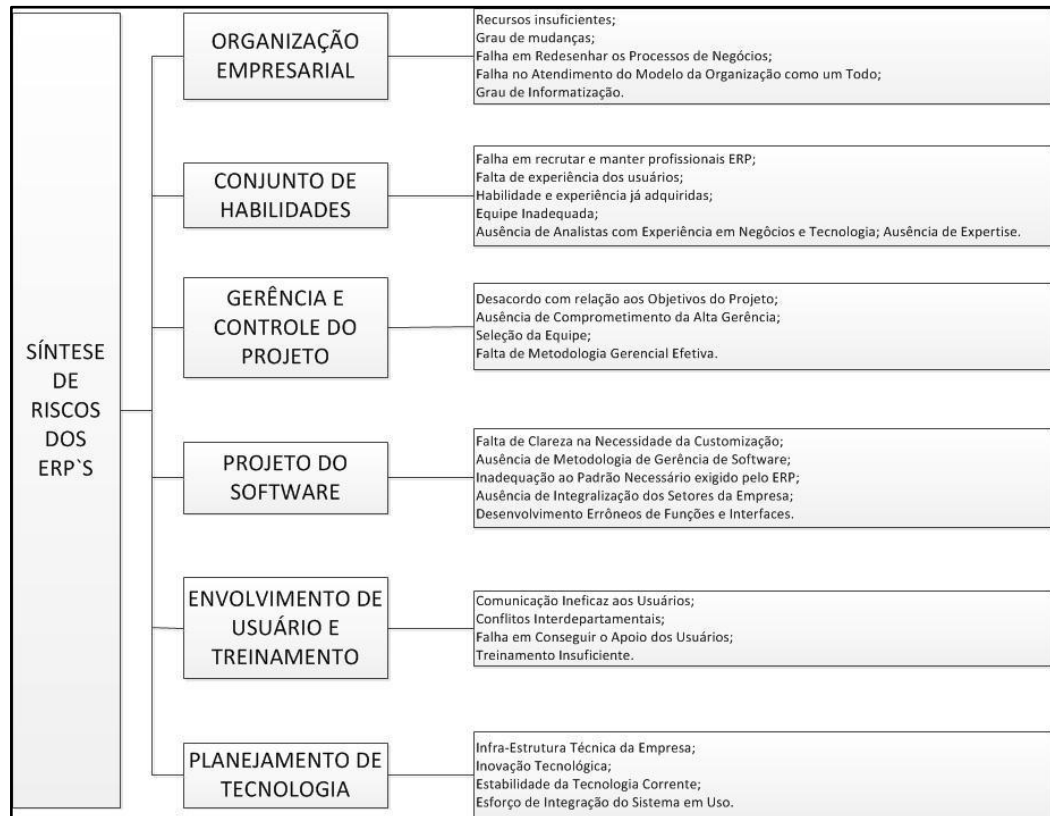 SÍNTESE
DE
RISCOS
DOS
ERP`S
ORGANIZAÇÃO
EMPRESARIAL
Recursos insuficientes;
Grau de mudanças;
Falha em Redesenhar os Processos de Negócios;
Falha no Atendimento do Modelo da Organização como um Todo;
Grau de Informatização.
CONJUNTO DE
HABILIDADES
Falha em recrutar e manter profissionais ERP;
Falta de experiência dos usuários;
Habilidade e experiência já adquiridas;
Equipe Inadequada;
Ausência de Analistas com Experiência em Negócios e Tecnologia; Ausência de Expertise.
GERÊNCIA E
CONTROLE DO
PROJETO
Desacordo com relação aos Objetivos do Projeto;
Ausência de Comprometimento da Alta Gerência;
Seleção da Equipe;
Falta de Metodologia Gerencial Efetiva.
PROJETO DO
SOFTWARE
Falta de Clareza na Necessidade da Customização;
Ausência de Metodologia de Gerência de Software;
Inadequação ao Padrão Necessário exigido pelo ERP;
Ausência de Integralização dos Setores da Empresa;
Desenvolvimento Errôneos de Funções e Interfaces.
ENVOLVIMENTO DE
USUÁRIO E
TREINAMENTO
Comunicação Ineficaz aos Usuários;
Conflitos Interdepartamentais;
Falha em Conseguir o Apoio dos Usuários;
Treinamento Insuficiente.
PLANEJAMENTO DE
TECNOLOGIA
Infra-Estrutura Técnica da Empresa;
Inovação Tecnológica;
Estabilidade da Tecnologia Corrente;
Esforço de Integração do Sistema em Uso.